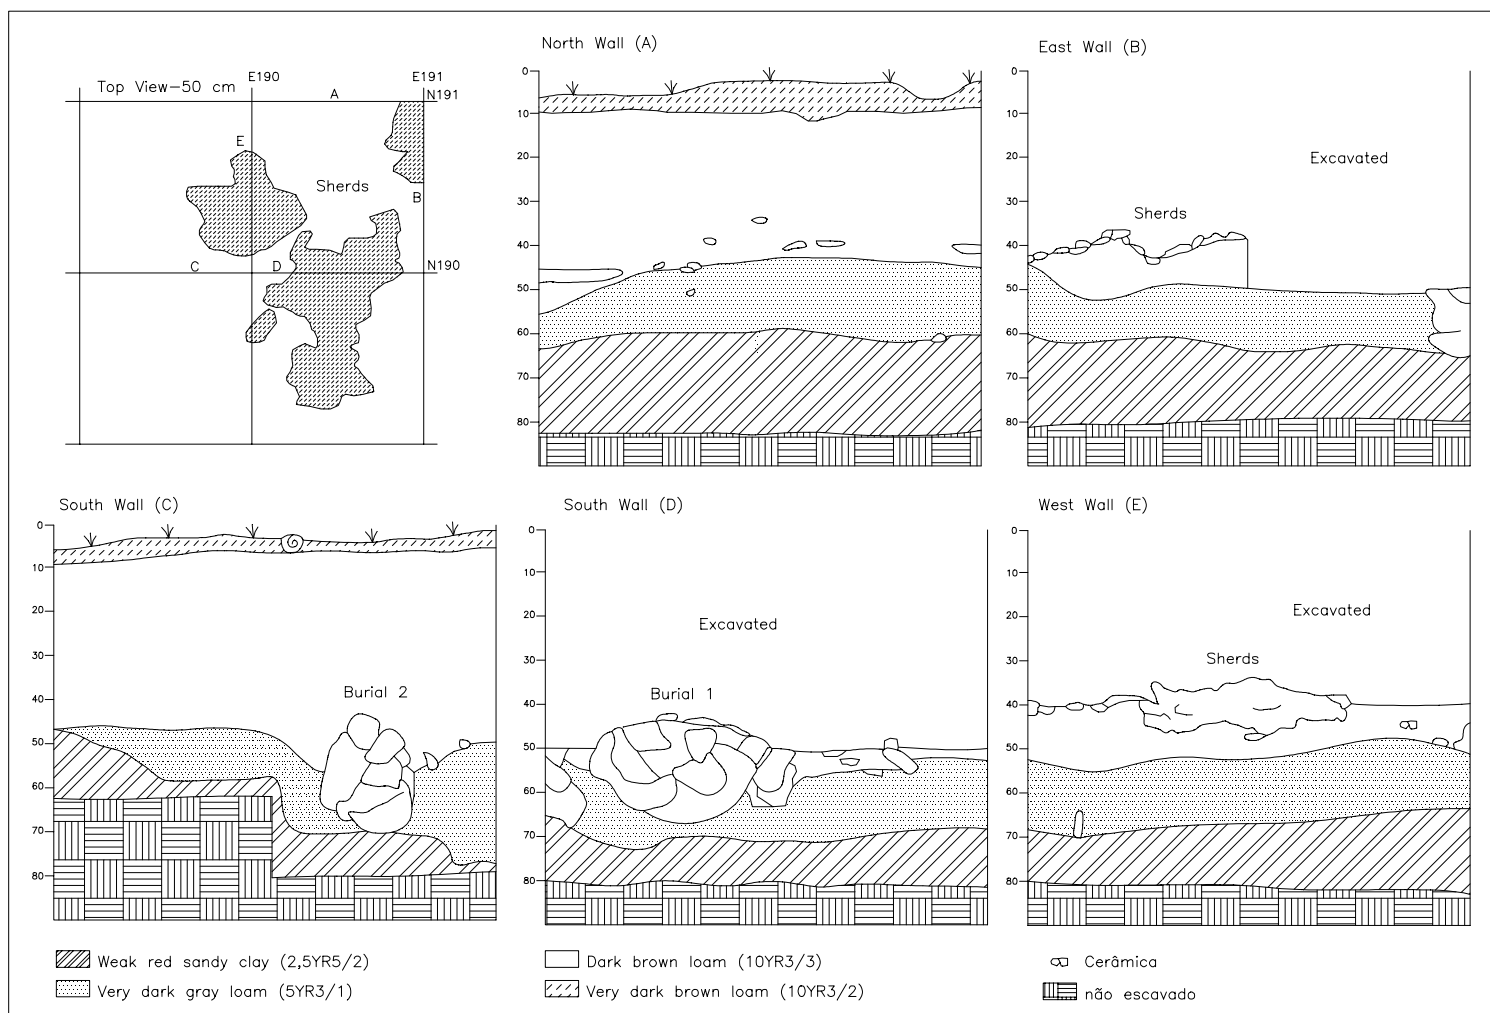 Top View-50 cm
E190
E191
A
N191
E
Sherds
B
C
D
N190
North Wall (A)
0
10
20
30
40
50
60
70
80
East Wall (B)
0
10
20
30
40
50
60
70
80
Excavated
Sherds
South Wall (C)
0
10
20
30
40
50
60
70
80
Burial 2
South Wall (D)
0
10
20
30
40
50
60
70
80
Excavated
Burial 1
West Wall (E)
0
10
20
30
40
50
60
70
80
Excavated
Sherds
Weak red sandy clay (2,5YR5/2)
Very dark gray loam (5YR3/1)
Dark brown loam (10YR3/3)
Very dark brown loam (10YR3/2)
Cerâmica
não escavado